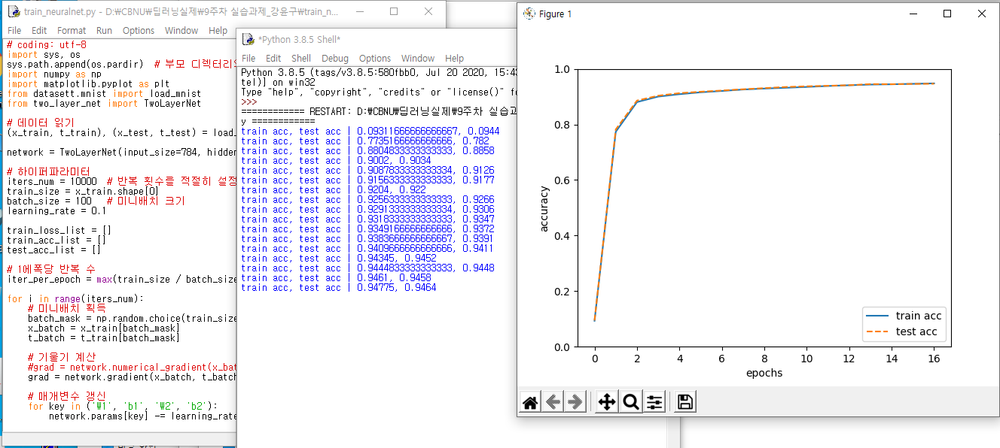 train_neuralnet.py - D:₩CBNU₩딥러닝실제₩9주차 실습과제_강윤구₩train_n...
File Edit Format Run Options Window Help
# coding: utf-8
import sys, os
sys.path.append(os.pardir)  # 부모 디렉터리의
import numpy as np
import matplotlib.pyplot as plt
from datasett.mnist import load_mnist
from two_layer_net import TwoLayerNet
# 데이터 읽기
(x_train, t_train), (x_test, t_test) = load_
network = TwoLayerNet(input_size=784, hidden
# 하이퍼파라미터
iters_num = 10000  # 반복 횟수를 적절히 설정
train_size = x_train.shape[0]
batch_size = 100   # 미니배치 크기
learning_rate = 0.1
train_loss_list = []
train_acc_list = []
test_acc_list = []
# 1에폭당 반복 수
iter_per_epoch = max(train_size / batch_size
for i in range(iters_num):
    # 미니배치 획득
    batch_mask = np.random.choice(train_size
    x_batch = x_train[batch_mask]
    t_batch = t_train[batch_mask]
    # 기울기 계산
    #grad = network.numerical_gradient(x_bat
    grad = network.gradient(x_batch, t_batch
    # 매개변수 갱신
    for key in ('W1', 'b1', 'W2', 'b2'):
        network.params[key] -= learning_rate
*Python 3.8.5 Shell*
File Edit Shell Debug Options Window Help
Python 3.8.5 (tags/v3.8.5:580fbb0, Jul 20 2020, 15:43
tel)] on win32
Type "help", "copyright", "credits" or "license()" fo
>>>
============ RESTART: D:₩CBNU₩딥러닝실제₩9주차 실습과
y ============
train acc, test acc | 0.09311666666666667, 0.0944
train acc, test acc | 0.7735166666666666, 0.782
train acc, test acc | 0.8804833333333333, 0.8858
train acc, test acc | 0.9002, 0.9034
train acc, test acc | 0.9087833333333334, 0.9126
train acc, test acc | 0.9156333333333333, 0.9177
train acc, test acc | 0.9204, 0.922
train acc, test acc | 0.9256333333333333, 0.9266
train acc, test acc | 0.9291333333333334, 0.9306
train acc, test acc | 0.9318333333333333, 0.9347
train acc, test acc | 0.9349166666666666, 0.9372
train acc, test acc | 0.9383666666666667, 0.9391
train acc, test acc | 0.9409666666666666, 0.9411
train acc, test acc | 0.94345, 0.9452
train acc, test acc | 0.9444833333333333, 0.9448
train acc, test acc | 0.9461, 0.9458
train acc, test acc | 0.94775, 0.9464
Figure 1
1.0
0.8
0.6
0.4
0.2
0.0
accuracy
train acc
test acc
0 2 4 6 8 10 12 14 16
epochs